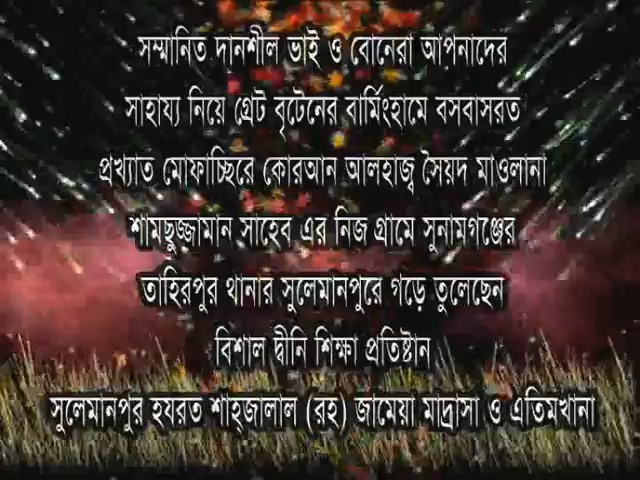 সম্মানিত দানশীল ভাই ও বোনেরা আপনাদের
সাহায্য নিয়ে গ্রেট বৃটেনের বার্মিংহামে বসবাসরত
প্রখ্যাত মোফাচ্ছিরে কোরআন আলহাজ্ব সৈয়দ মাওলানা
শামছুজ্জামান সাহেব এর নিজ গ্রামে সুনামগঞ্জের
তাহিরপুর থানার সুলেমানপুরে গড়ে তুলেছেন
বিশাল দ্বীনি শিক্ষা প্রতিষ্টান
সুলেমানপুর হযরত শাহ্জালাল (রহ) জামেয়া মাদ্রাসা ও এতিমখানা